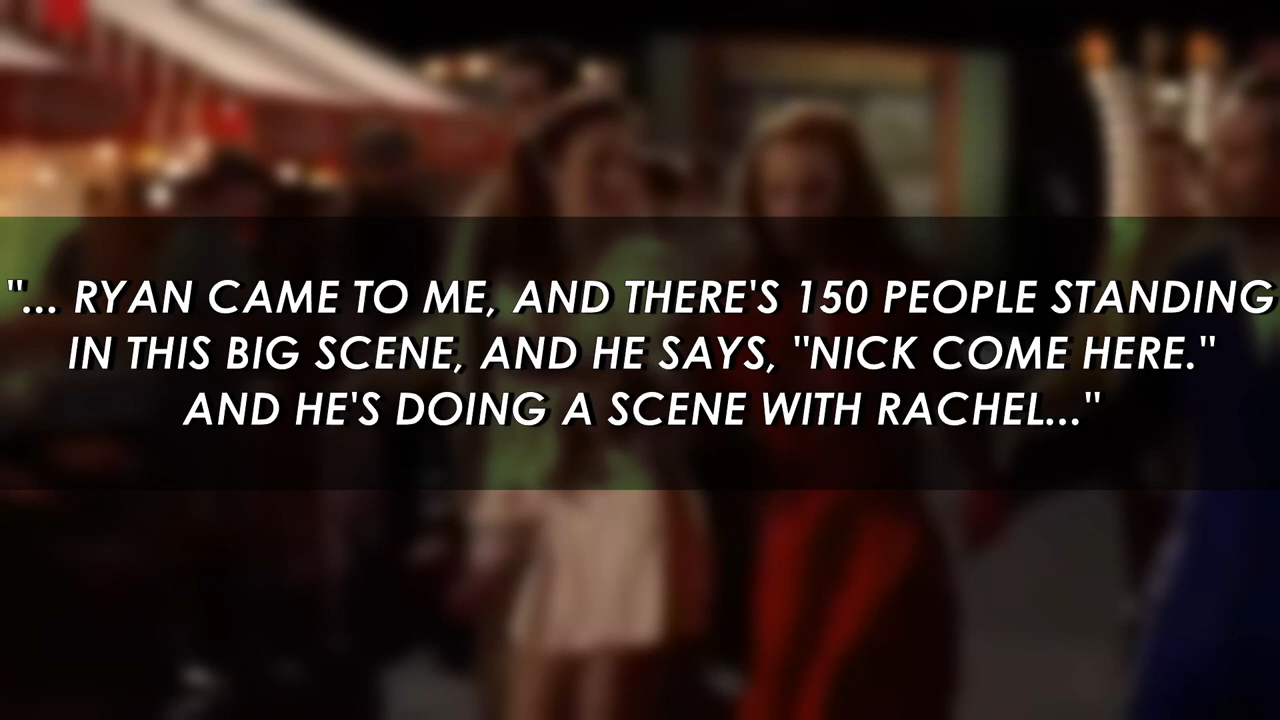 "... RYAN CAME TO ME, AND THERE'S 150 PEOPLE STANDING
IN THIS BIG SCENE, AND HE SAYS, "NICK COME HERE."
AND HE'S DOING A SCENE WITH RACHEL..."